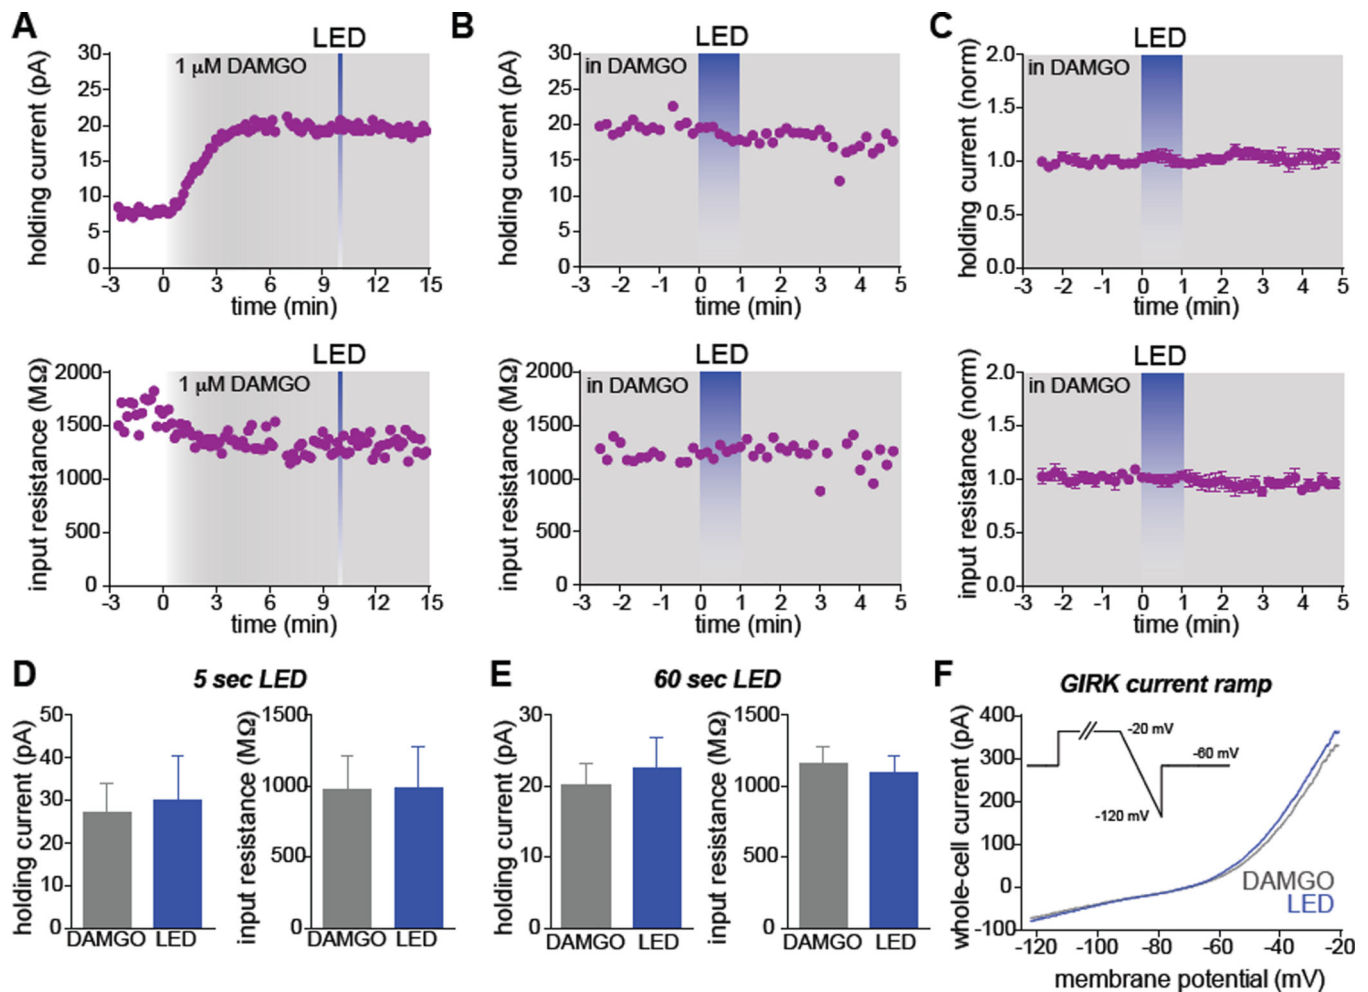 A
LED
1 µM DAMGO
holding current (pA)
30
25
20
15
10
5
0
-3 0 3 6 9 12 15
time (min)
B
LED
in DAMGO
holding current (pA)
30
25
20
15
10
5
0
-3 -2 -1 0 1 2 3 4 5
time (min)
C
LED
in DAMGO
holding current (norm)
2.0
1.5
1.0
0.5
0.0
-3 -2 -1 0 1 2 3 4 5
time (min)
LED
1 µM DAMGO
input resistance (MΩ)
2000
1500
1000
500
0
-3 0 3 6 9 12 15
time (min)
LED
in DAMGO
input resistance (MΩ)
2000
1500
1000
500
0
-3 -2 -1 0 1 2 3 4 5
time (min)
LED
in DAMGO
input resistance (norm)
2.0
1.5
1.0
0.5
0.0
-3 -2 -1 0 1 2 3 4 5
time (min)
D
5 sec LED
holding current (pA)
50
40
30
20
10
0
DAMGO LED
input resistance (MΩ)
1500
1000
500
0
DAMGO LED
E
60 sec LED
holding current (pA)
30
20
10
0
DAMGO LED
input resistance (MΩ)
1500
1000
500
0
DAMGO LED
F
GIRK current ramp
whole-cell current (pA)
400
300
200
100
0
-100
-20 mV
-60 mV
-120 mV
DAMGO
LED
-120 -100 -80 -60 -40 -20
membrane potential (mV)